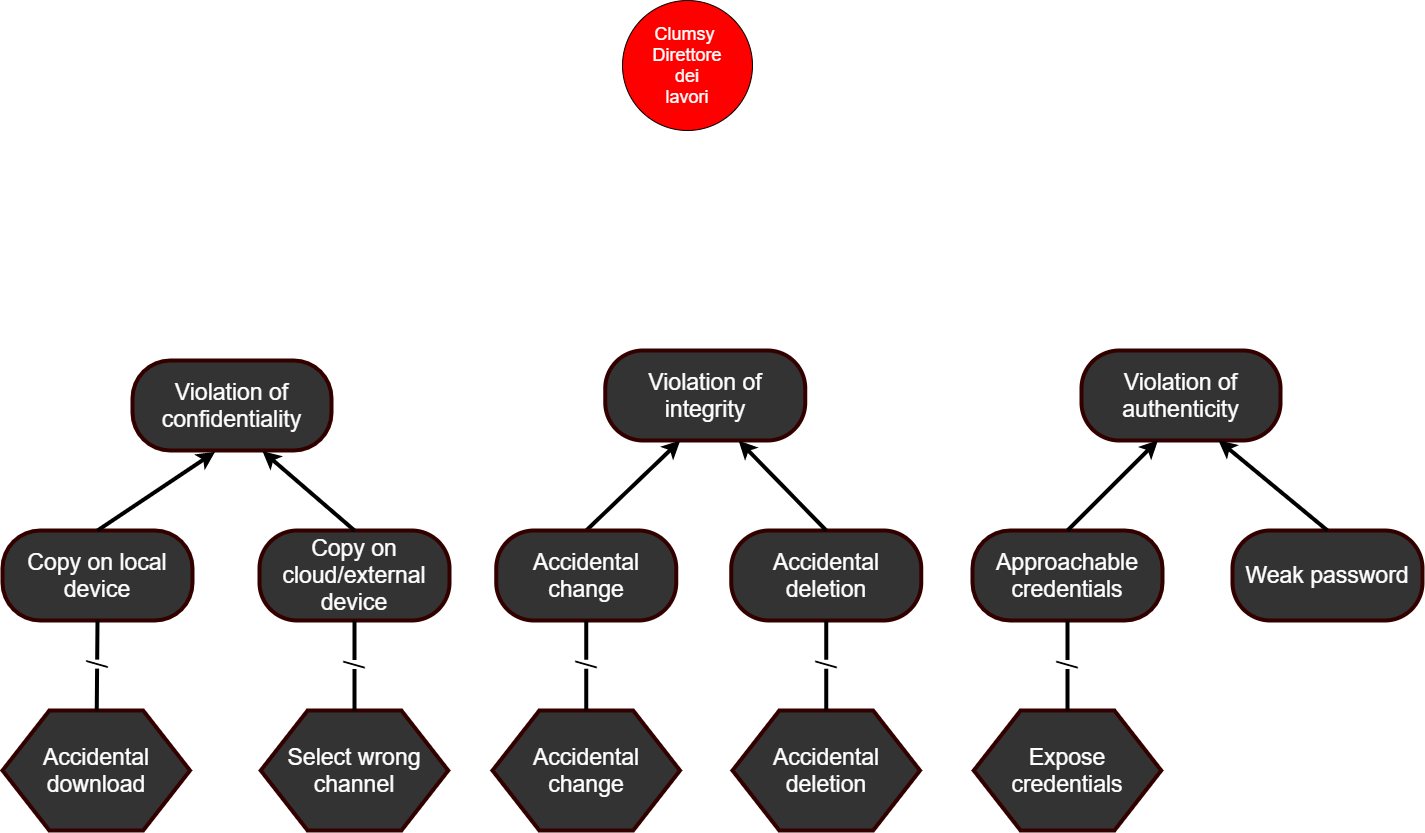 Clumsy
Direttore
dei
lavori
Violation of
confidentiality
Violation of
integrity
Violation of
authenticity
Copy on local
device
Copy on
cloud/external
device
Accidental
change
Accidental
deletion
Approachable
credentials
Weak password
Accidental
download
Select wrong
channel
Accidental
change
Accidental
deletion
Expose
credentials